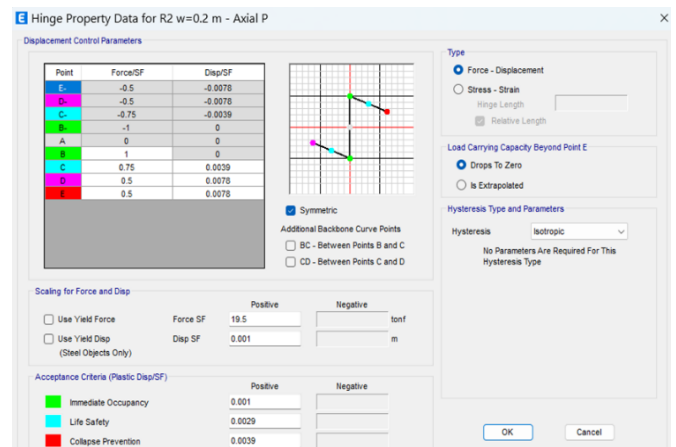 Hinge Property Data for R2 w=0.2 m - Axial P
Displacement Control Parameters
Point Force/SF Disp/SF
E- -0.5 -0.0078
D- -0.5 -0.0078
C- -0.75 -0.0039
B- -1 0
A 0 0
B 1 0
C 0.75 0.0039
D 0.5 0.0078
E 0.5 0.0078
Symmetric
Additional Backbone Curve Points
BC - Between Points B and C
CD - Between Points C and D
Scaling for Force and Disp
Positive Negative
Use Yield Force Force SF 19.5 tonf
Use Yield Disp Disp SF 0.001 m
(Steel Objects Only)
Acceptance Criteria (Plastic Disp/SF)
Positive Negative
Immediate Occupancy 0.001
Life Safety 0.0029
Collapse Prevention 0.0039
Type
Force - Displacement
Stress - Strain
Hinge Length
Relative Length
Load Carrying Capacity Beyond Point E
Drops To Zero
Is Extrapolated
Hysteresis Type and Parameters
Hysteresis Isotropic
No Parameters Are Required For This
Hysteresis Type
OK Cancel